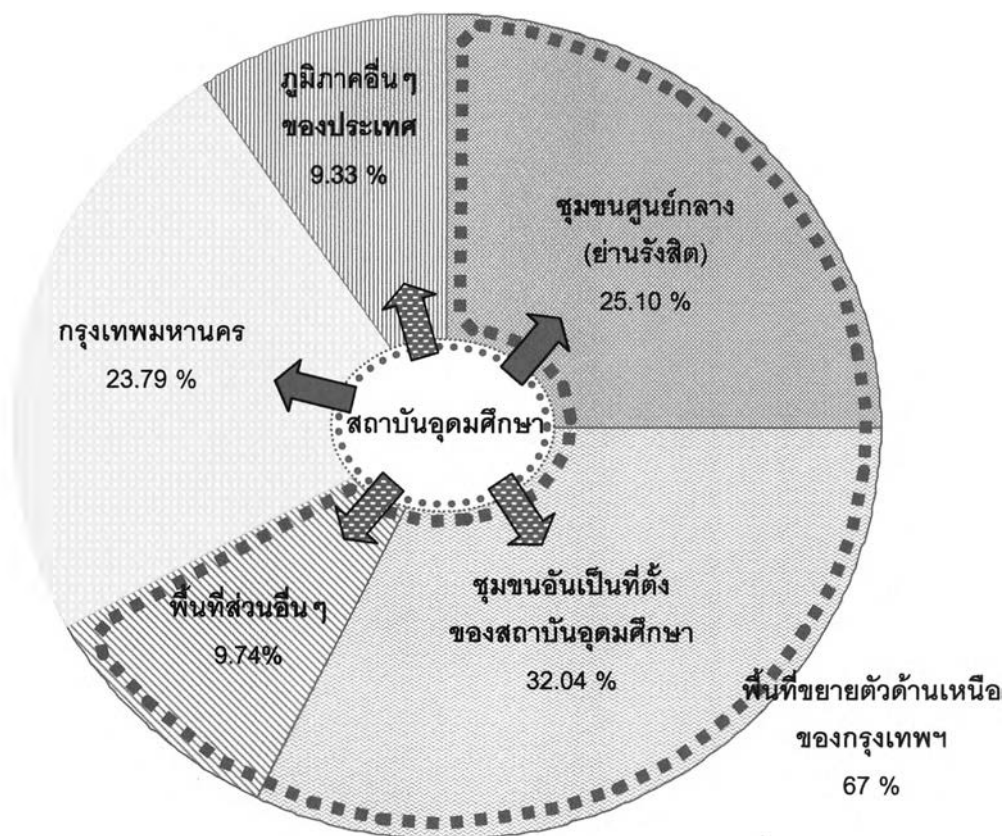 ภูมิภาคอื่น ๆ
ของประเทศ
9.33 %
ชุมชนศูนย์กลาง
(ย่านรังสิต)
25.10 %
กรุงเทพมหานคร
23.79 %
สถาบันอุดมศึกษา
พื้นที่ส่วนอื่น ๆ
9.74%
ชุมชนอันเป็นที่ตั้ง
ของสถาบันอุดมศึกษา
32.04 %
พื้นที่ขยายตัวด้านเหนือ
ของกรุงเทพฯ
67 %